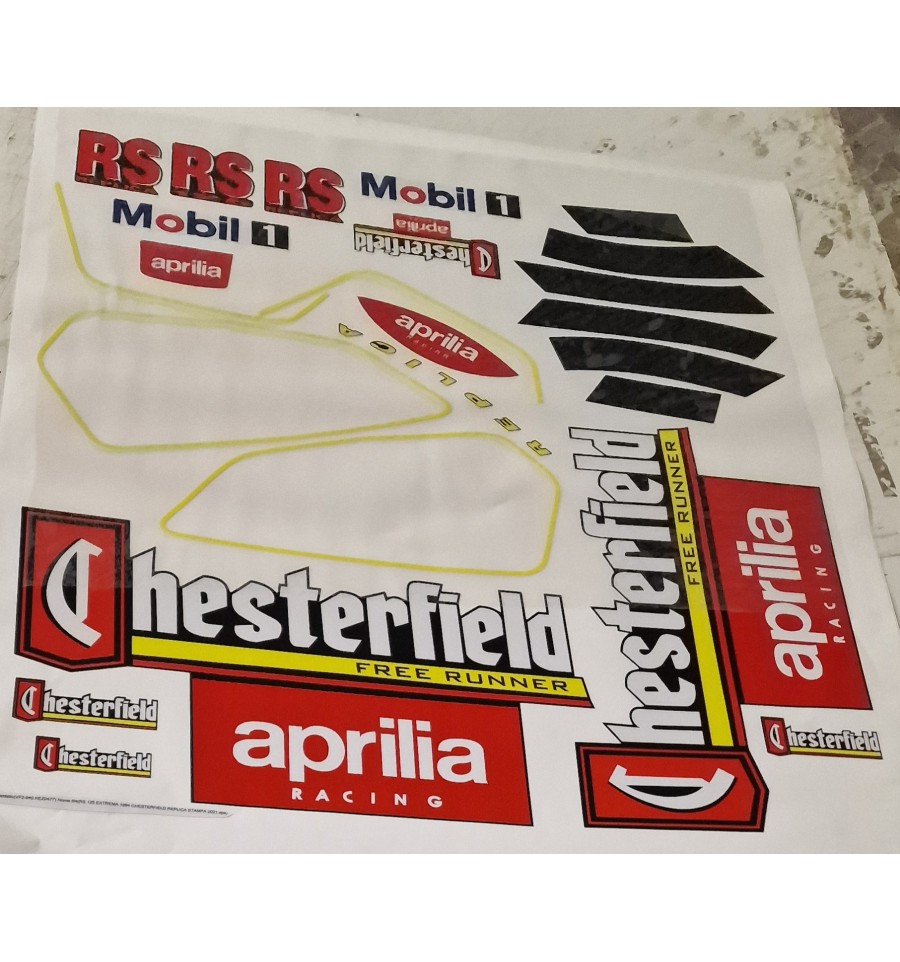 RS RS RS
Mobil 1
Mobil 1
aprilia
aprilia
Chesterfield
aprilia
RACING
REPLICA
Chesterfield
FREE RUNNER
aprilia
RACING
Chesterfield
FREE RUNNER
aprilia
RACING
Chesterfield
Chesterfield
Chesterfield